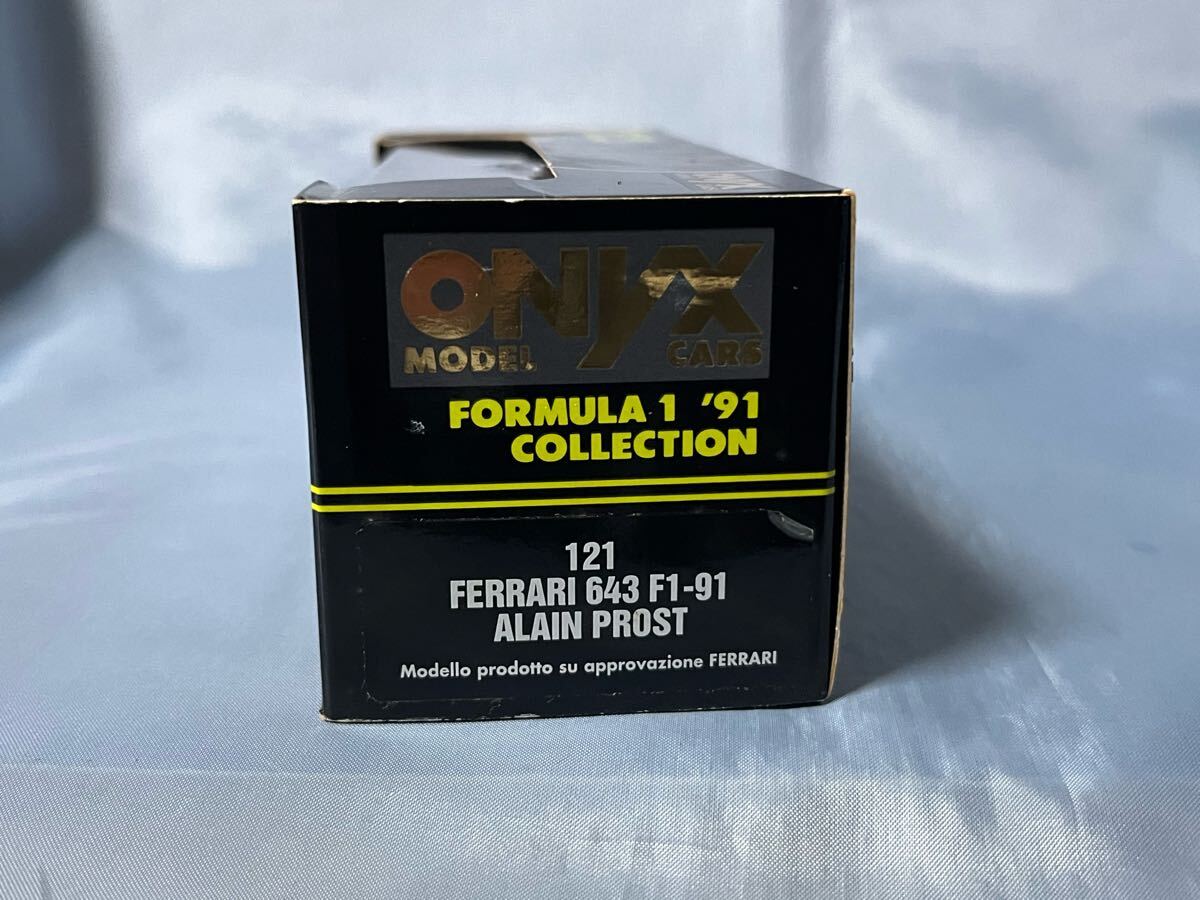 ONYX
MODEL CARS
FORMULA 1 '91
COLLECTION
121
FERRARI 643 F1-91
ALAIN PROST
Modello prodotto su approvazione FERRARI